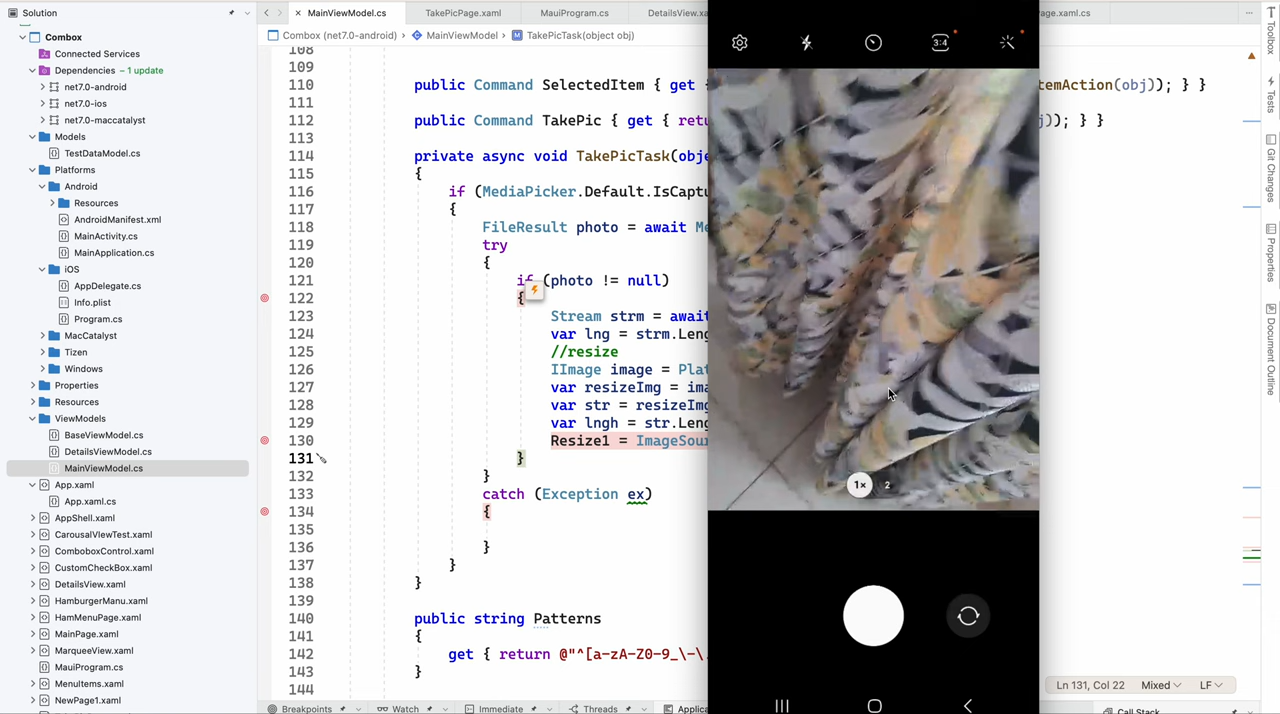 Solution
MainViewModel.cs
TakePicPage.xaml
MauiProgram.cs
DetailsView.xa
age.xaml.cs
Combox (net7.0-android)
MainViewModel
TakePicTask(object obj)
Combox
Connected Services
Dependencies – 1 update
net7.0-android
net7.0-ios
net7.0-maccatalyst
Models
TestDataModel.cs
Platforms
Android
Resources
AndroidManifest.xml
MainActivity.cs
MainApplication.cs
iOS
AppDelegate.cs
Info.plist
Program.cs
MacCatalyst
Tizen
Windows
Properties
Resources
ViewModels
BaseViewModel.cs
DetailsViewModel.cs
MainViewModel.cs
App.xaml
App.xaml.cs
AppShell.xaml
CarousalViewTest.xaml
ComboboxControl.xaml
CustomCheckBox.xaml
DetailsView.xaml
HamburgerManu.xaml
HamMenuPage.xaml
MainPage.xaml
MarqueeView.xaml
MauiProgram.cs
MenuItems.xaml
NewPage1.xaml
108
109
110 public Command SelectedItem { get
temAction(obj)); } }
111
112 public Command TakePic { get { retu
j)); } }
113
114 private async void TakePicTask(obje
115 {
116 if (MediaPicker.Default.IsCaptu
117 {
118 FileResult photo = await Me
119 try
120 {
121 if (photo != null)
122 {
123 Stream strm = await
124 var lng = strm.Leng
125 //resize
126 IImage image = Plat
127 var resizeImg = ima
128 var str = resizeImg
129 var lngh = str.Leng
130 Resize1 = ImageSour
131 }
132 }
133 catch (Exception ex)
134 {
135
136 }
137 }
138 }
139
140 public string Patterns
141 {
142 get { return @"^[a-zA-Z0-9_\-\.
143 }
144
3:4
1×
2
Toolbox
Tests
Git Changes
Properties
Document Outline
Ln 131, Col 22
Mixed
LF
Breakpoints
Watch
Immediate
Threads
Applica
Call Stack